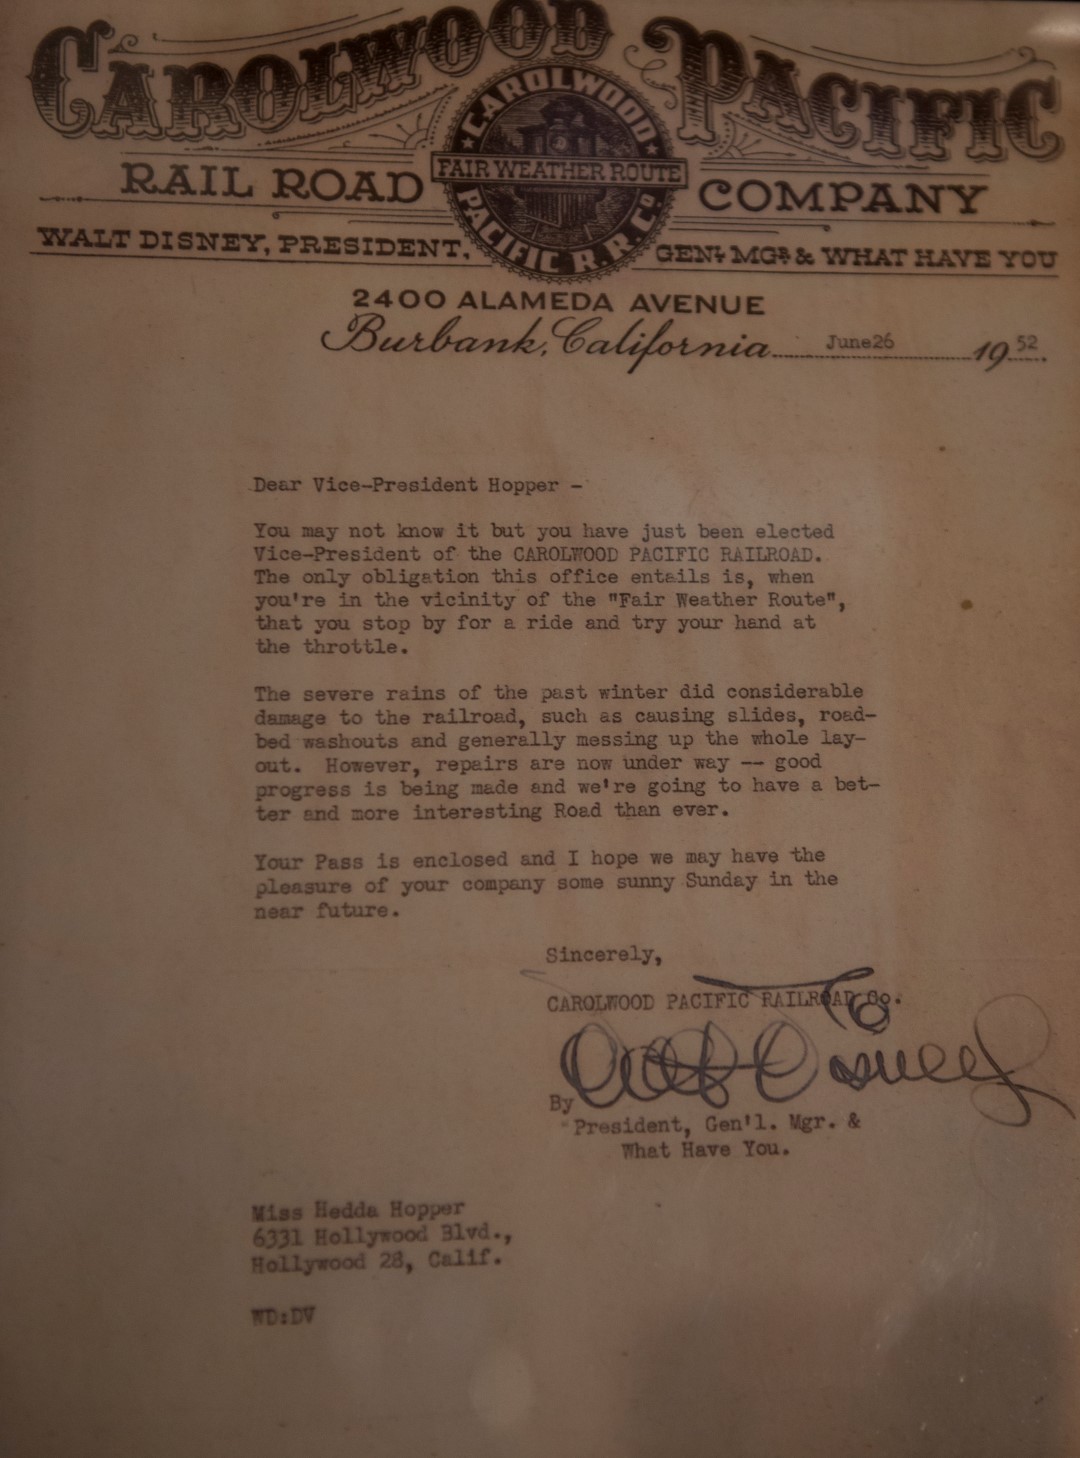 CAROLWOOD PACIFIC
RAIL ROAD COMPANY
CAROLWOOD
FAIR WEATHER ROUTE
PACIFIC R.R. Co
WALT DISNEY, PRESIDENT, GENL MGR & WHAT HAVE YOU
2400 ALAMEDA AVENUE
Burbank, California June26 1952.
Dear Vice-President Hopper -
You may not know it but you have just been elected
Vice-President of the CAROLWOOD PACIFIC RAILROAD.
The only obligation this office entails is, when
you're in the vicinity of the "Fair Weather Route",
that you stop by for a ride and try your hand at
the throttle.
The severe rains of the past winter did considerable
damage to the railroad, such as causing slides, road-
bed washouts and generally messing up the whole lay-
out. However, repairs are now under way -- good
progress is being made and we're going to have a bet-
ter and more interesting Road than ever.
Your Pass is enclosed and I hope we may have the
pleasure of your company some sunny Sunday in the
near future.
Sincerely,
CAROLWOOD PACIFIC RAILROAD Co.
Walt Disney
By
President, Gen'l. Mgr. &
What Have You.
Miss Hedda Hopper
6331 Hollywood Blvd.,
Hollywood 28, Calif.
WD:DV